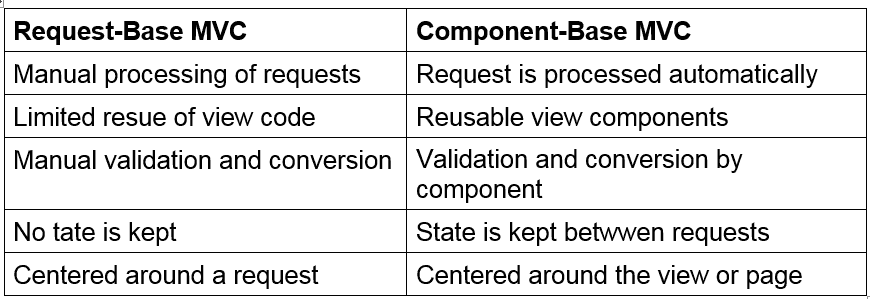 Request-Base MVC
Component-Base MVC
Manual processing of requests
Request is processed automatically
Limited resue of view code
Reusable view components
Manual validation and conversion
Validation and conversion by
component
No tate is kept
State is kept betwwen requests
Centered around a request
Centered around the view or page